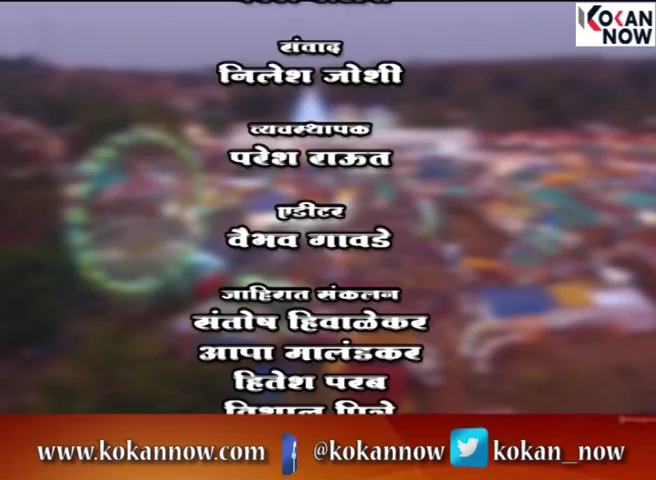 KOKAN
NOW
संवाद
निलेश जोशी
व्यवस्थापक
परेश राऊत
एडीटर
वैभव गावडे
जाहिरात संकलन
संतोष हिवाळेकर
आपा मालंडकर
हितेश परब
www.kokannow.com @kokannow kokan_now